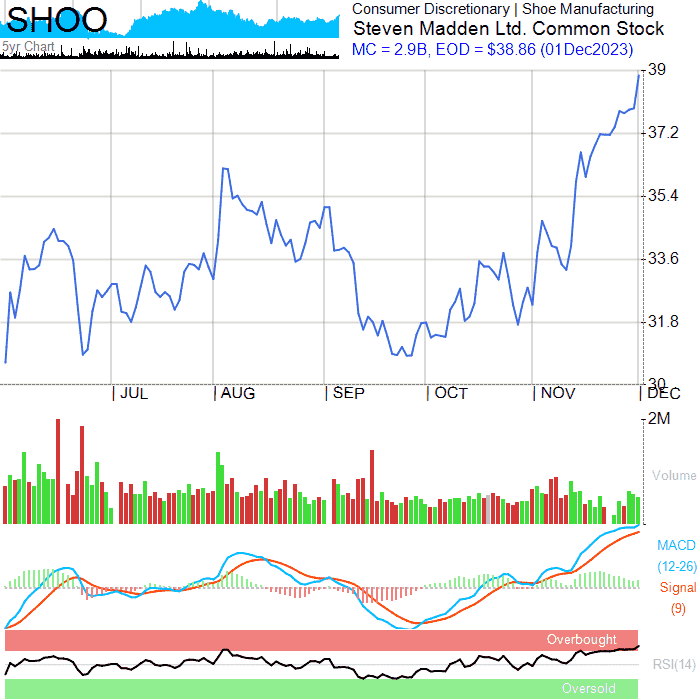 SHOO
5yr Chart
Consumer Discretionary | Shoe Manufacturing
Steven Madden Ltd. Common Stock
MC = 2.9B, EOD = $38.86 (01Dec2023)
39
37.2
35.4
33.6
31.8
30
| JUL | AUG | SEP | OCT | NOV | DEC
2M
Volume
MACD
(12-26)
Signal
(9)
Overbought
RSI(14)
Oversold